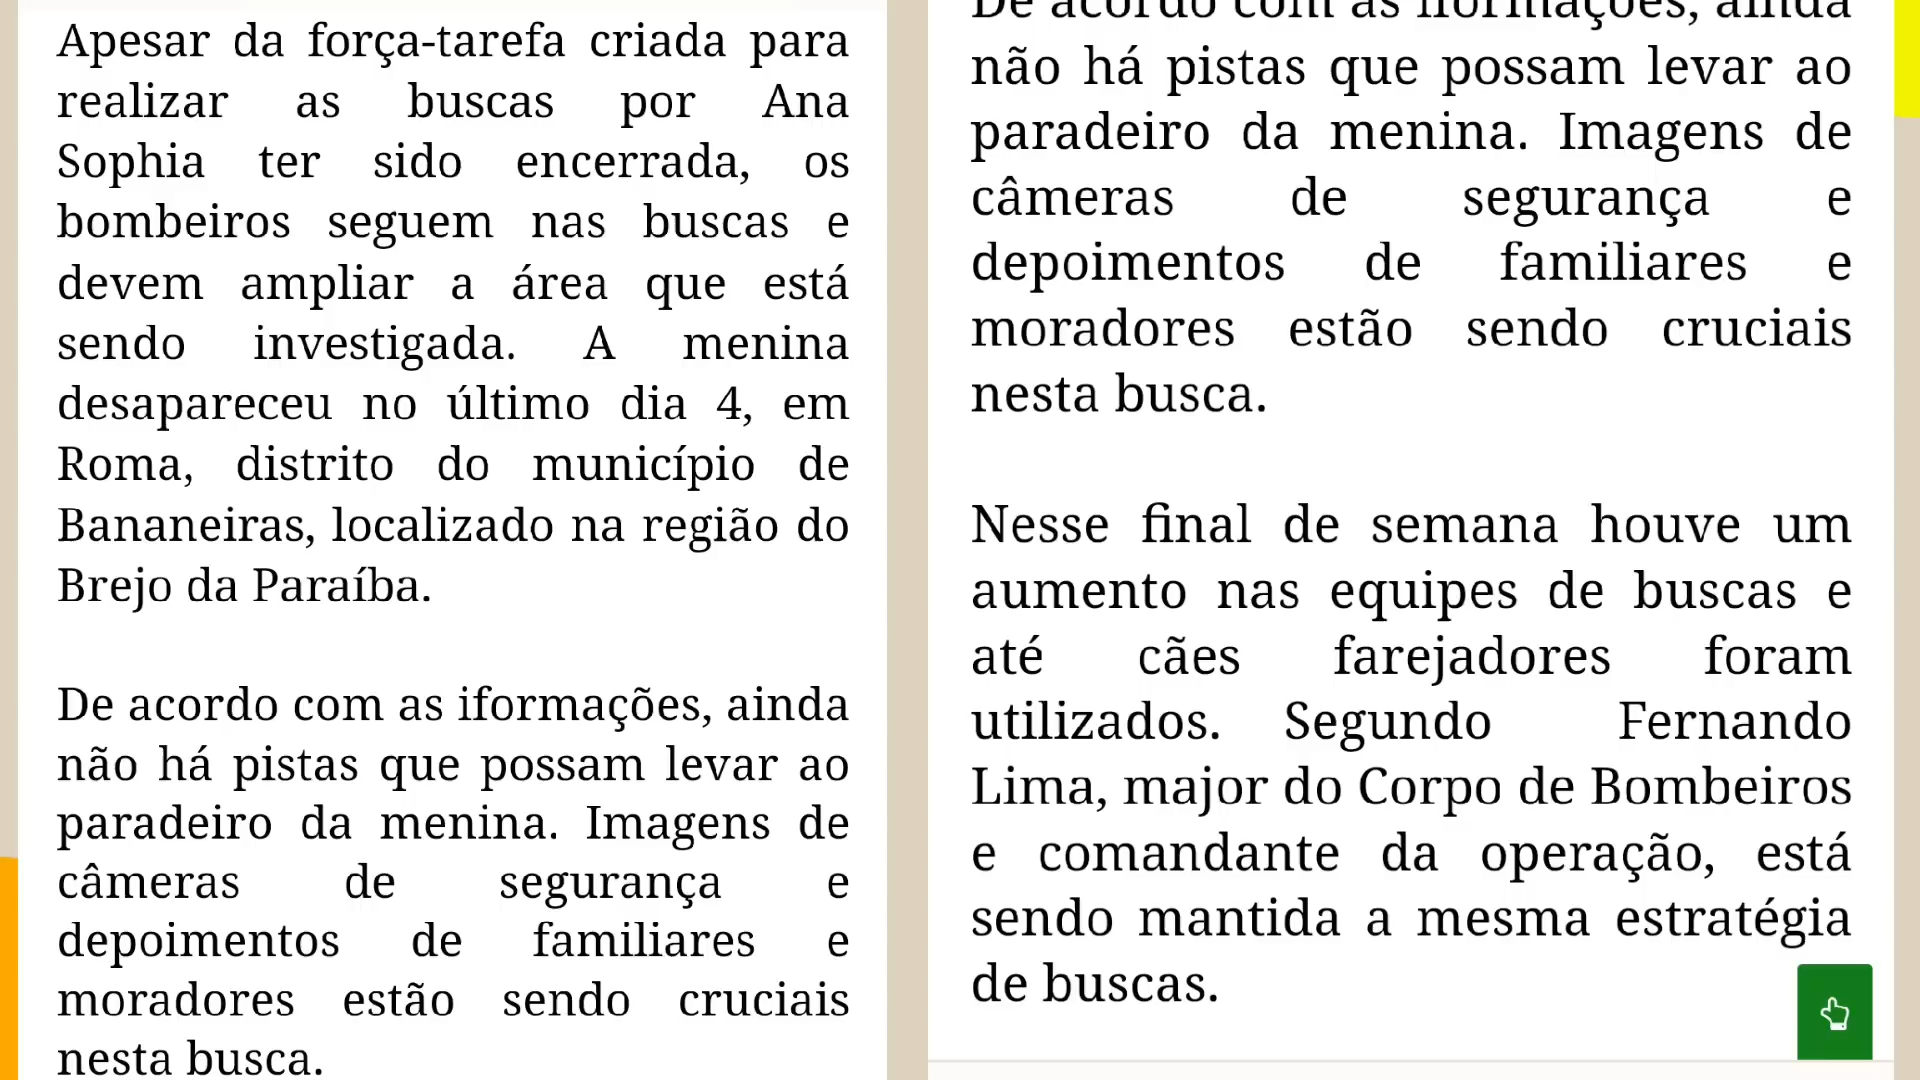 Apesar da força-tarefa criada para
realizar as buscas por Ana
Sophia ter sido encerrada, os
bombeiros seguem nas buscas e
devem ampliar a área que está
sendo investigada. A menina
desapareceu no último dia 4, em
Roma, distrito do município de
Bananeiras, localizado na região do
Brejo da Paraíba.
De acordo com as iformações, ainda
não há pistas que possam levar ao
paradeiro da menina. Imagens de
câmeras de segurança e
depoimentos de familiares e
moradores estão sendo cruciais
nesta busca.
De acordo com as iformações, ainda
não há pistas que possam levar ao
paradeiro da menina. Imagens de
câmeras de segurança e
depoimentos de familiares e
moradores estão sendo cruciais
nesta busca.
Nesse final de semana houve um
aumento nas equipes de buscas e
até cães farejadores foram
utilizados. Segundo Fernando
Lima, major do Corpo de Bombeiros
e comandante da operação, está
sendo mantida a mesma estratégia
de buscas.